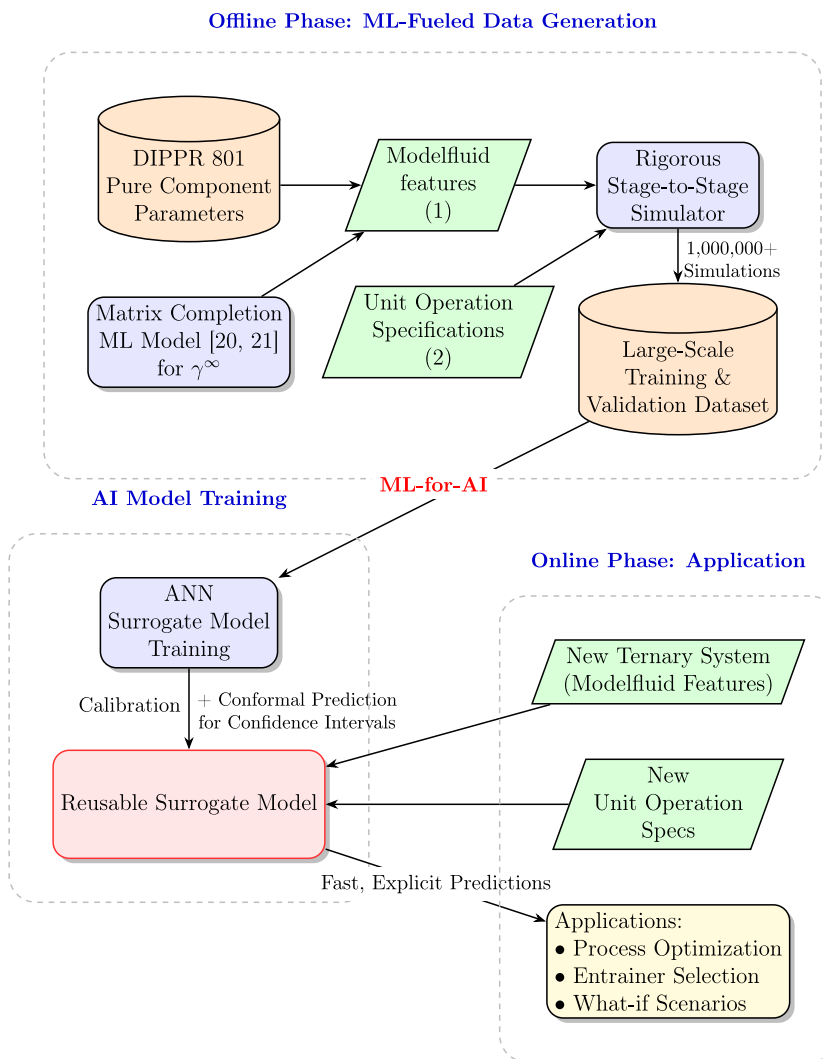 Offline Phase: ML-Fueled Data Generation
DIPPR 801
Pure Component
Parameters
Modelfluid
features
(1)
Rigorous
Stage-to-Stage
Simulator
1,000,000+
Simulations
Matrix Completion
ML Model [20, 21]
for γ∞
Unit Operation
Specifications
(2)
Large-Scale
Training &
Validation Dataset
ML-for-AI
AI Model Training
ANN
Surrogate Model
Training
Calibration
+ Conformal Prediction
for Confidence Intervals
Reusable Surrogate Model
Online Phase: Application
New Ternary System
(Modelfluid Features)
New
Unit Operation
Specs
Fast, Explicit Predictions
Applications:
• Process Optimization
• Entrainer Selection
• What-if Scenarios